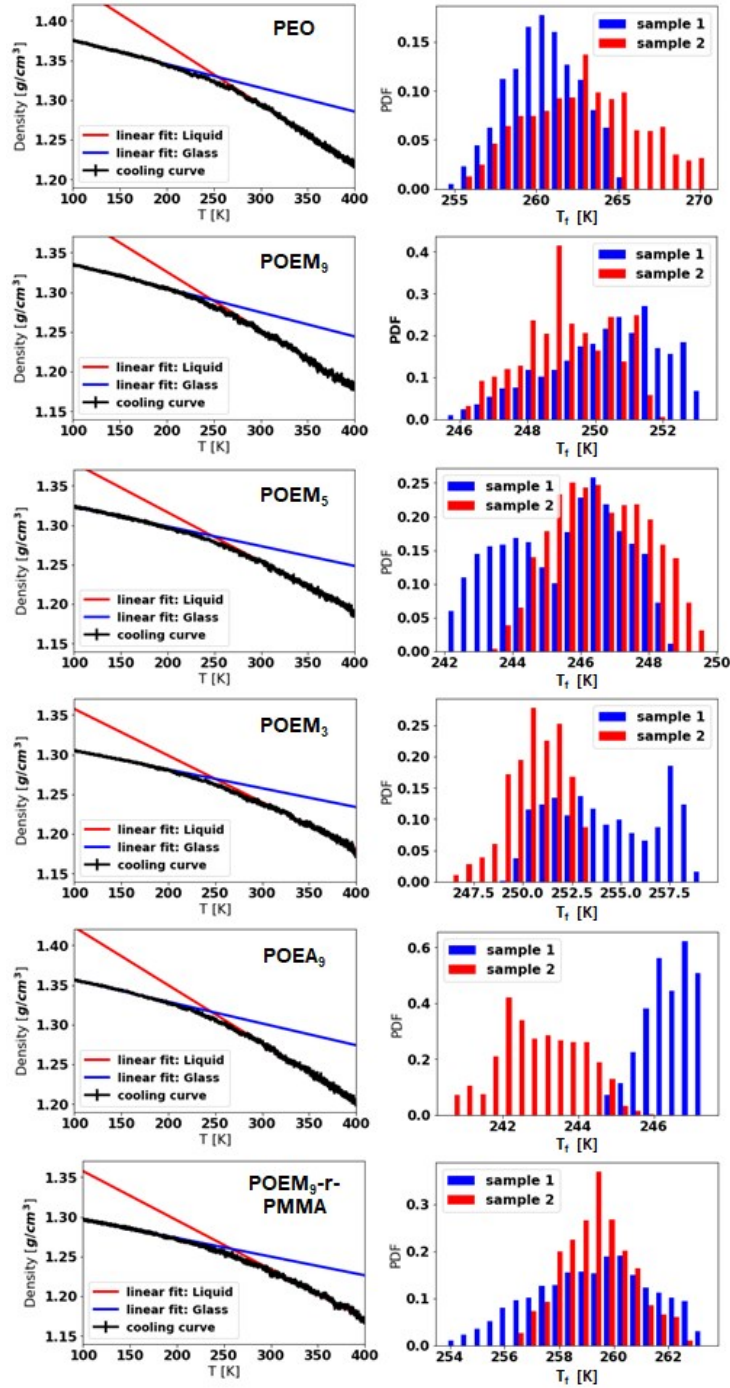 PEO
1.40
1.35
1.30
1.25
1.20
Density [g/cm³]
linear fit: Liquid
linear fit: Glass
cooling curve
100 150 200 250 300 350 400
T [K]
0.15
0.10
0.05
0.00
PDF
sample 1
sample 2
255 260 265 270
T_f [K]
POEM₉
1.35
1.30
1.25
1.20
1.15
Density [g/cm³]
linear fit: Liquid
linear fit: Glass
cooling curve
100 150 200 250 300 350 400
T [K]
0.4
0.3
0.2
0.1
0.0
PDF
sample 1
sample 2
246 248 250 252
T_f [K]
POEM₅
1.35
1.30
1.25
1.20
1.15
Density [g/cm³]
linear fit: Liquid
linear fit: Glass
cooling curve
100 150 200 250 300 350 400
T [K]
0.25
0.20
0.15
0.10
0.05
0.00
PDF
sample 1
sample 2
242 244 246 248 250
T_f [K]
POEM₃
1.35
1.30
1.25
1.20
1.15
Density [g/cm³]
linear fit: Liquid
linear fit: Glass
cooling curve
100 150 200 250 300 350 400
T [K]
0.25
0.20
0.15
0.10
0.05
0.00
PDF
sample 1
sample 2
247.5 250.0 252.5 255.0 257.5
T_f [K]
POEA₉
1.40
1.35
1.30
1.25
1.20
Density [g/cm³]
linear fit: Liquid
linear fit: Glass
cooling curve
100 150 200 250 300 350 400
T [K]
0.6
0.4
0.2
0.0
PDF
sample 1
sample 2
242 244 246
T_f [K]
POEM₉-r-
PMMA
1.35
1.30
1.25
1.20
1.15
Density [g/cm³]
linear fit: Liquid
linear fit: Glass
cooling curve
100 150 200 250 300 350 400
T [K]
0.3
0.2
0.1
0.0
PDF
sample 1
sample 2
254 256 258 260 262
T_f [K]